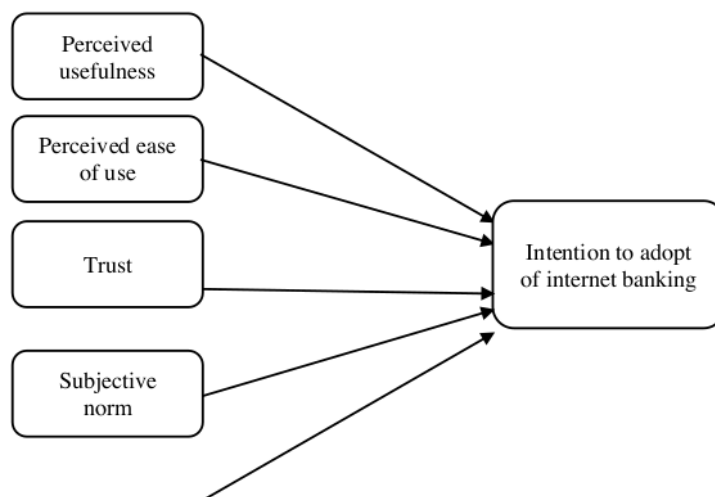 Perceived
usefulness
Perceived ease
of use
Trust
Subjective
norm
Intention to adopt
of internet banking